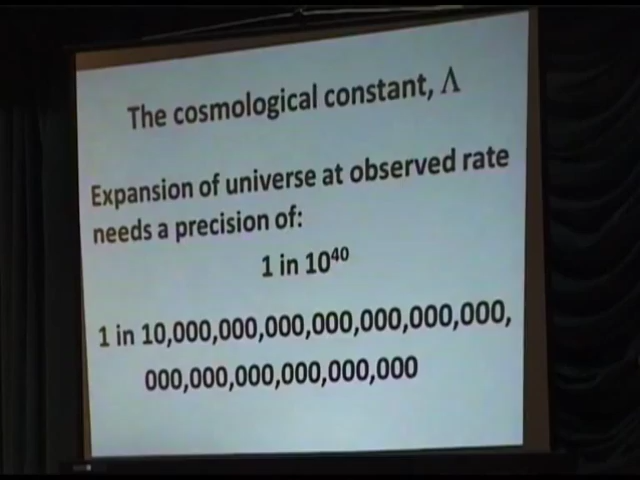 The cosmological constant, Λ
Expansion of universe at observed rate
needs a precision of:
1 in 10⁴⁰
1 in 10,000,000,000,000,000,000,000,
000,000,000,000,000,000